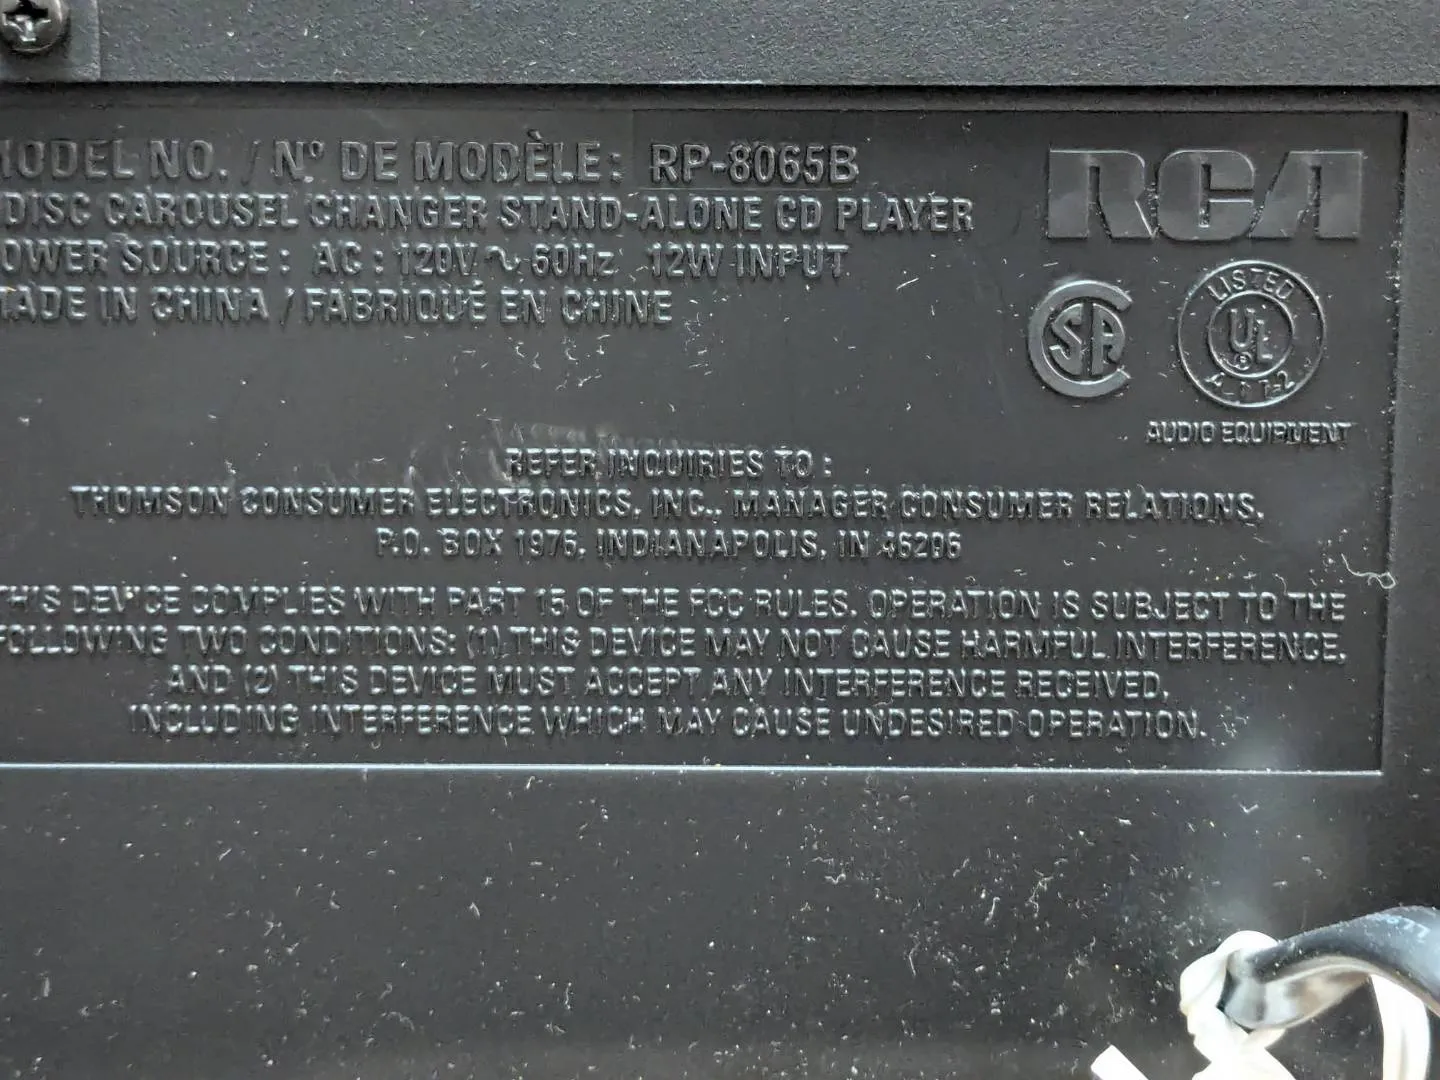 MODEL NO. / Nº DE MODÈLE: RP-8065B
DISC CAROUSEL CHANGER STAND-ALONE CD PLAYER
POWER SOURCE: AC: 120V ~ 60Hz 12W INPUT
MADE IN CHINA / FABRIQUÉ EN CHINE
RCA
SA
LISTED
UL
®
AUDIO EQUIPMENT
REFER INQUIRIES TO:
THOMSON CONSUMER ELECTRONICS, INC., MANAGER CONSUMER RELATIONS,
P.O. BOX 1976, INDIANAPOLIS, IN 46206
THIS DEVICE COMPLIES WITH PART 15 OF THE FCC RULES. OPERATION IS SUBJECT TO THE
FOLLOWING TWO CONDITIONS: (1) THIS DEVICE MAY NOT CAUSE HARMFUL INTERFERENCE,
AND (2) THIS DEVICE MUST ACCEPT ANY INTERFERENCE RECEIVED,
INCLUDING INTERFERENCE WHICH MAY CAUSE UNDESIRED OPERATION.